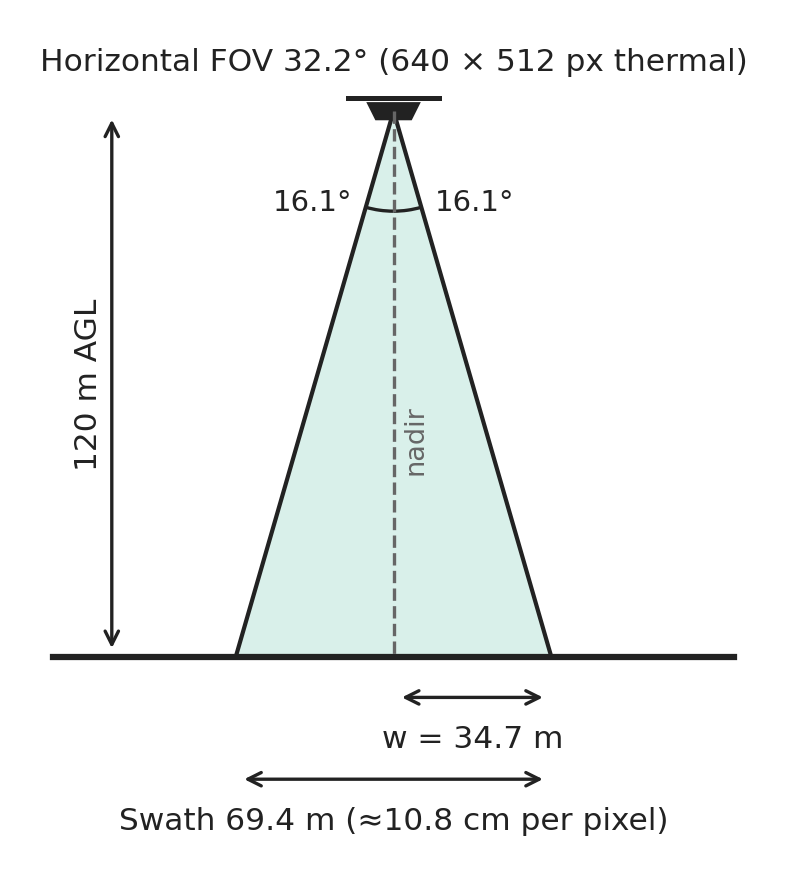 Horizontal FOV 32.2° (640 × 512 px thermal)
16.1° 16.1°
120 m AGL
nadir
w = 34.7 m
Swath 69.4 m (≈10.8 cm per pixel)